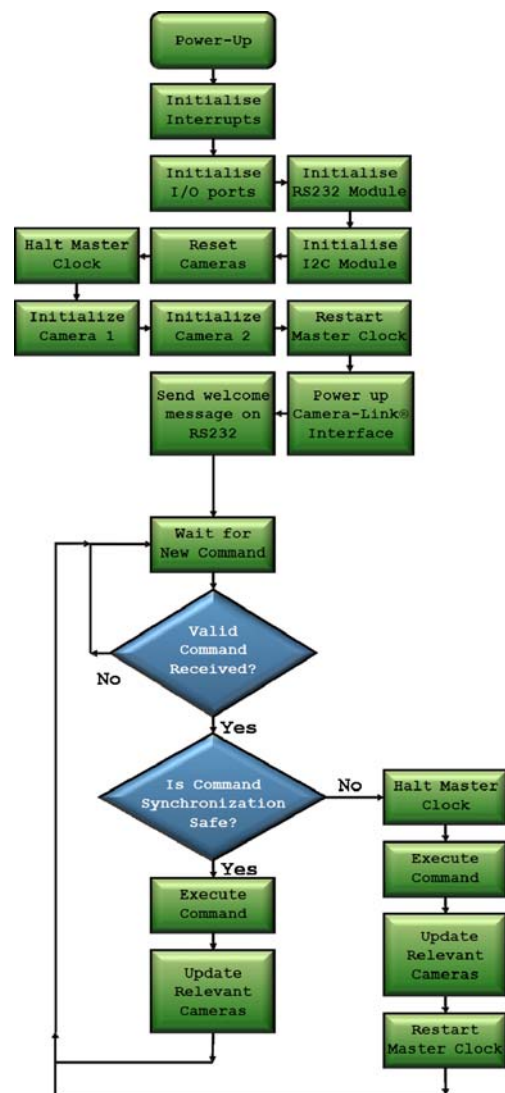 Power-Up
Initialise
Interrupts
Initialise
I/O ports
Initialise
RS232 Module
Initialise
I2C Module
Reset
Cameras
Halt Master
Clock
Initialize
Camera 1
Initialize
Camera 2
Restart
Master Clock
Power up
Camera-Link®
Interface
Send welcome
message on
RS232
Wait for
New Command
Valid
Command
Received?
No
Yes
Is Command
Synchronization
Safe?
No
Yes
Execute
Command
Update
Relevant
Cameras
Halt Master
Clock
Execute
Command
Update
Relevant
Cameras
Restart
Master Clock